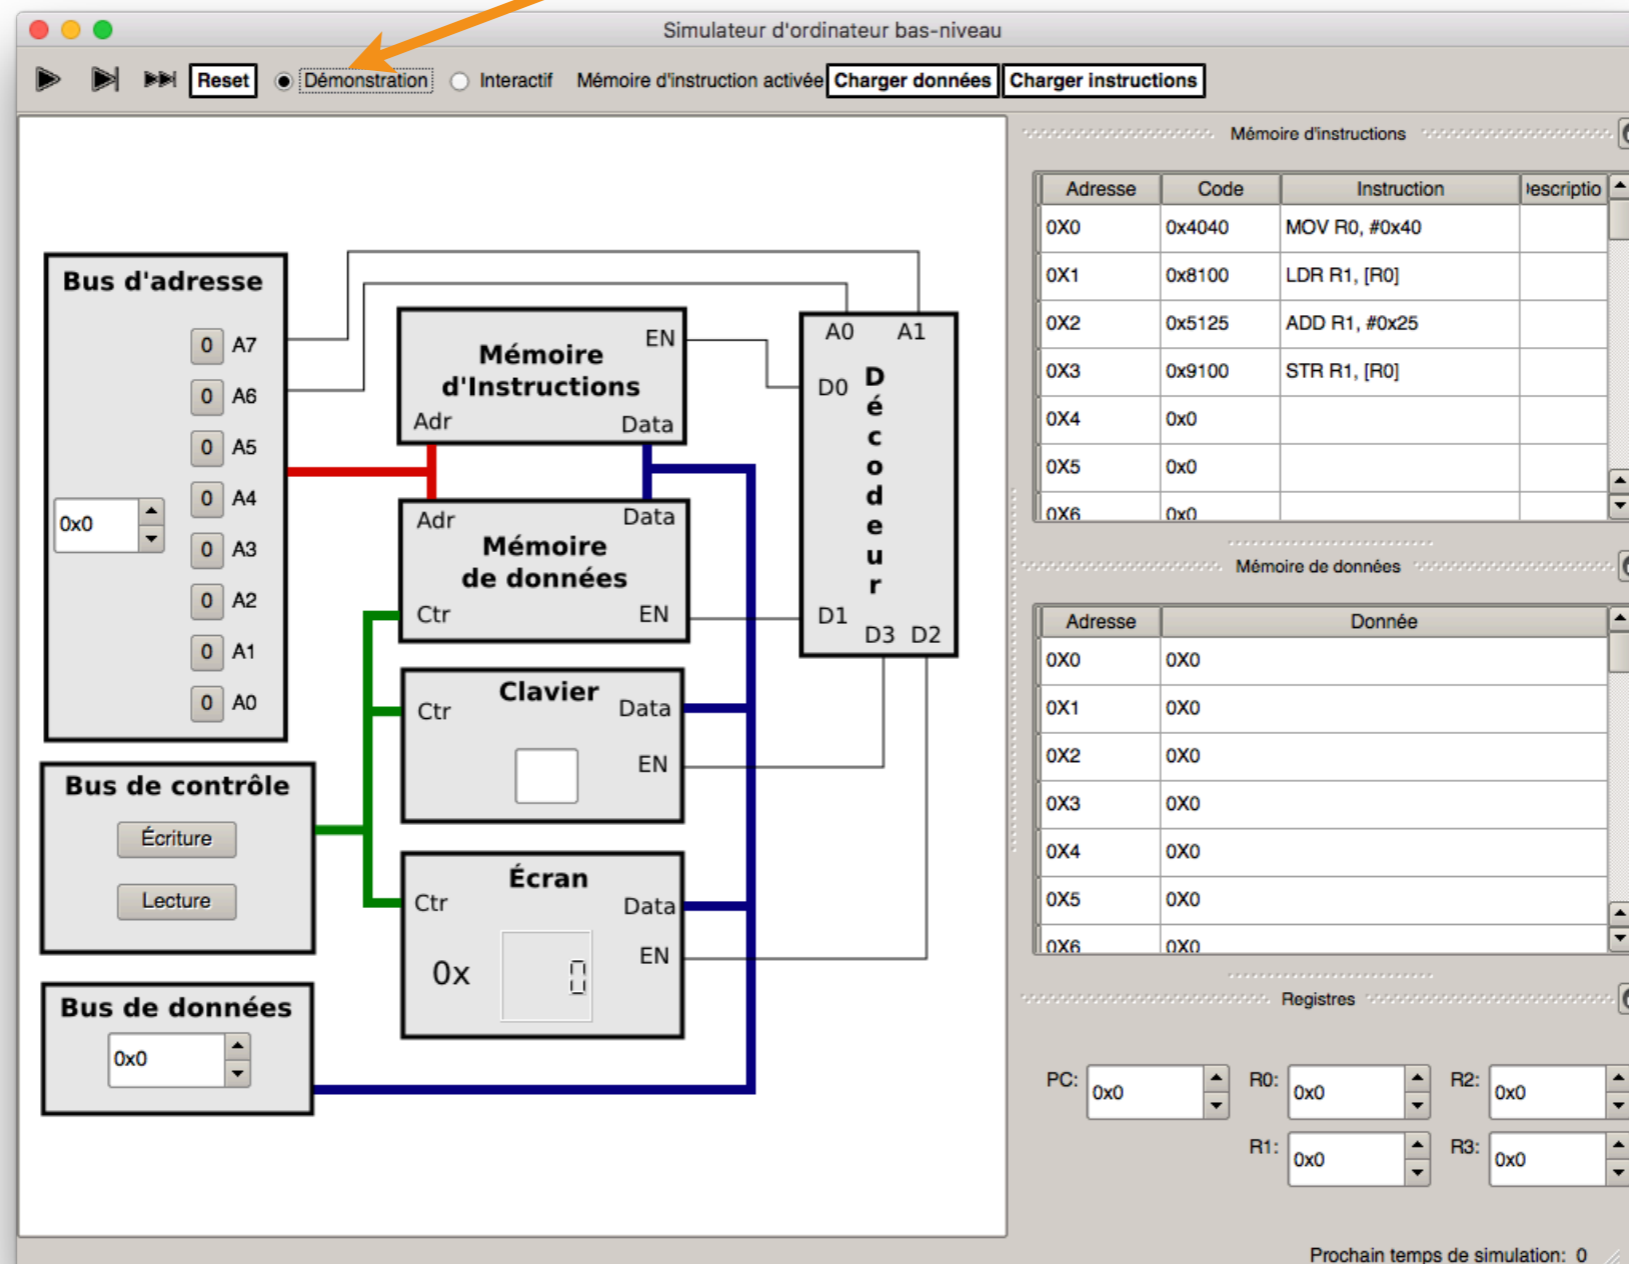 Simulateur d'ordinateur bas-niveau
Reset Démonstration Interactif Mémoire d'instruction activée Charger données Charger instructions
Bus d'adresse
0 A7
0 A6
0 A5
0 A4
0x0
0 A3
0 A2
0 A1
0 A0
Bus de contrôle
Écriture
Lecture
Bus de données
0x0
Mémoire
d'Instructions
EN
Adr
Data
Adr
Data
Mémoire
de données
Ctr
EN
Clavier
Ctr
Data
EN
Écran
Ctr
Data
0x
0
EN
A0 A1
D0
Décodeur
D1
D3 D2
Mémoire d'instructions
Adresse Code Instruction escriptio
0X0 0x4040 MOV R0, #0x40
0X1 0x8100 LDR R1, [R0]
0X2 0x5125 ADD R1, #0x25
0X3 0x9100 STR R1, [R0]
0X4 0x0
0X5 0x0
0X6 0x0
Mémoire de données
Adresse Donnée
0X0 0X0
0X1 0X0
0X2 0X0
0X3 0X0
0X4 0X0
0X5 0X0
0X6 0X0
Registres
PC: 0x0 R0: 0x0 R2: 0x0
R1: 0x0 R3: 0x0
Prochain temps de simulation: 0